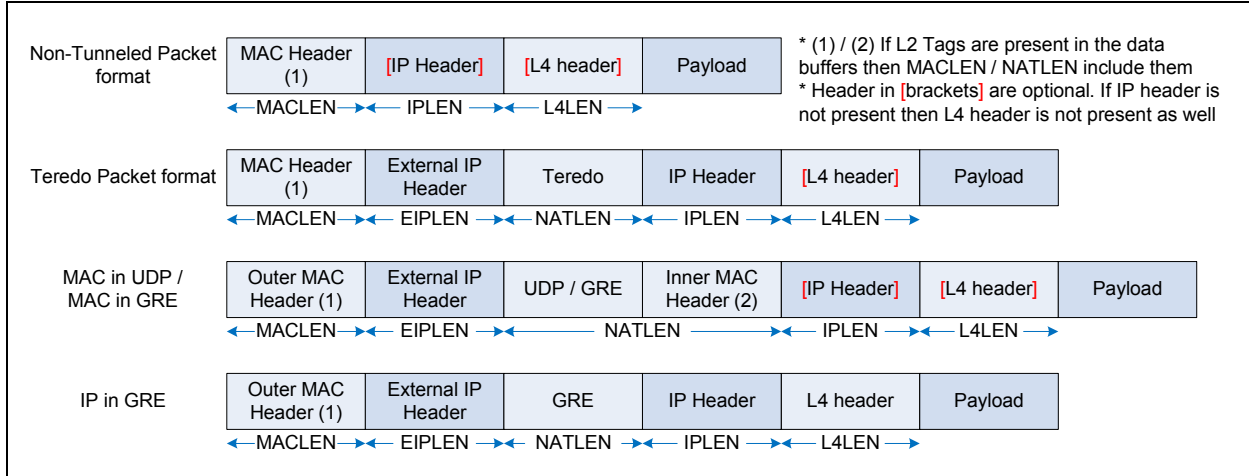 Non-Tunneled Packet
format
MAC Header
(1)
[IP Header]
[L4 header]
Payload
MACLEN
IPLEN
L4LEN
* (1) / (2) If L2 Tags are present in the data
buffers then MACLEN / NATLEN include them
* Header in [brackets] are optional. If IP header is
not present then L4 header is not present as well
Teredo Packet format
MAC Header
(1)
External IP
Header
Teredo
IP Header
[L4 header]
Payload
MACLEN
EIPLEN
NATLEN
IPLEN
L4LEN
MAC in UDP /
MAC in GRE
Outer MAC
Header (1)
External IP
Header
UDP / GRE
Inner MAC
Header (2)
[IP Header]
[L4 header]
Payload
MACLEN
EIPLEN
NATLEN
IPLEN
L4LEN
IP in GRE
Outer MAC
Header (1)
External IP
Header
GRE
IP Header
L4 header
Payload
MACLEN
EIPLEN
NATLEN
IPLEN
L4LEN